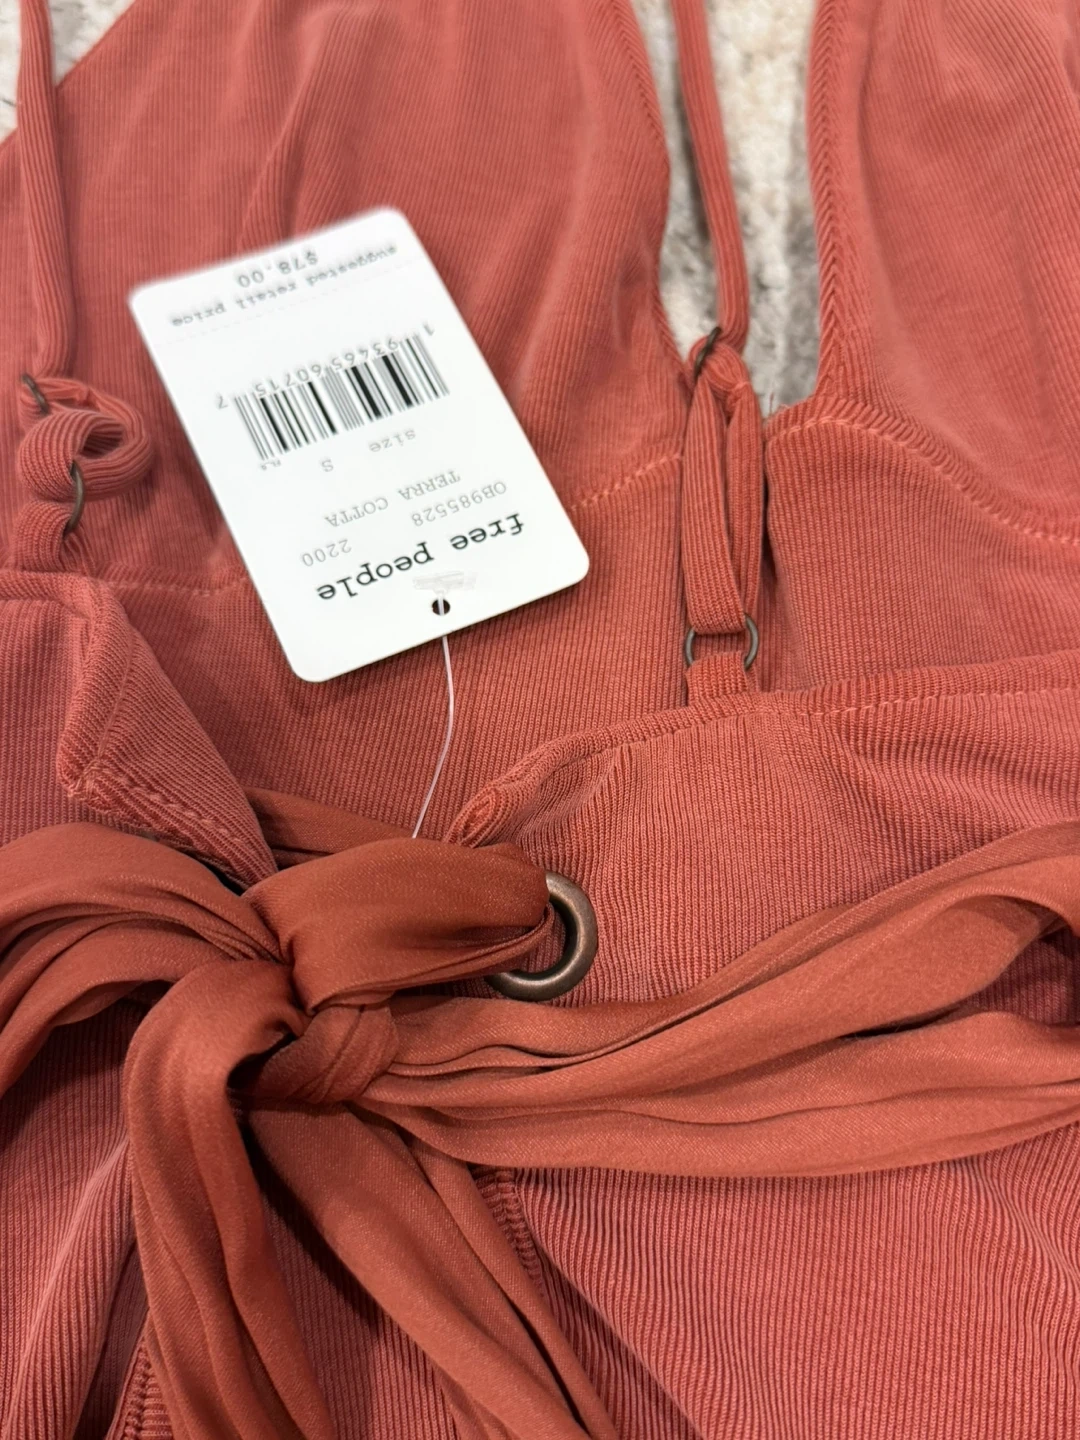 free people
OB985528 2200
TERRA COTTA
size S
1 93465 60715 7
suggested retail price
$78.00